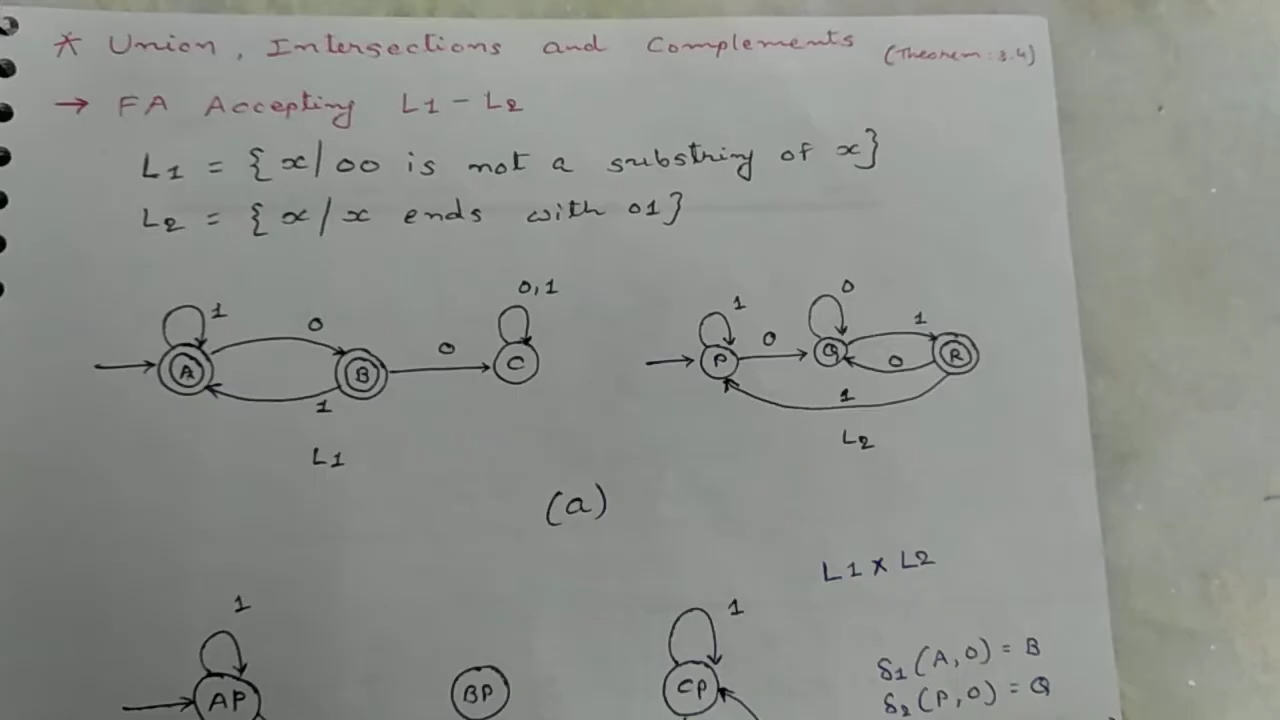 * Union, Intersections and Complements (Theorem: 3.4)
→ FA Accepting L1 - L2
L1 = {x/00 is not a substring of x}
L2 = {x/x ends with 01}
1 0 0 0,1
A B C
1
L1
1 0 0 1
P Q 0 R
1
L2
(a)
L1 x L2
1 1
AP BP CP
δ1(A,0) = B
δ2(P,0) = Q